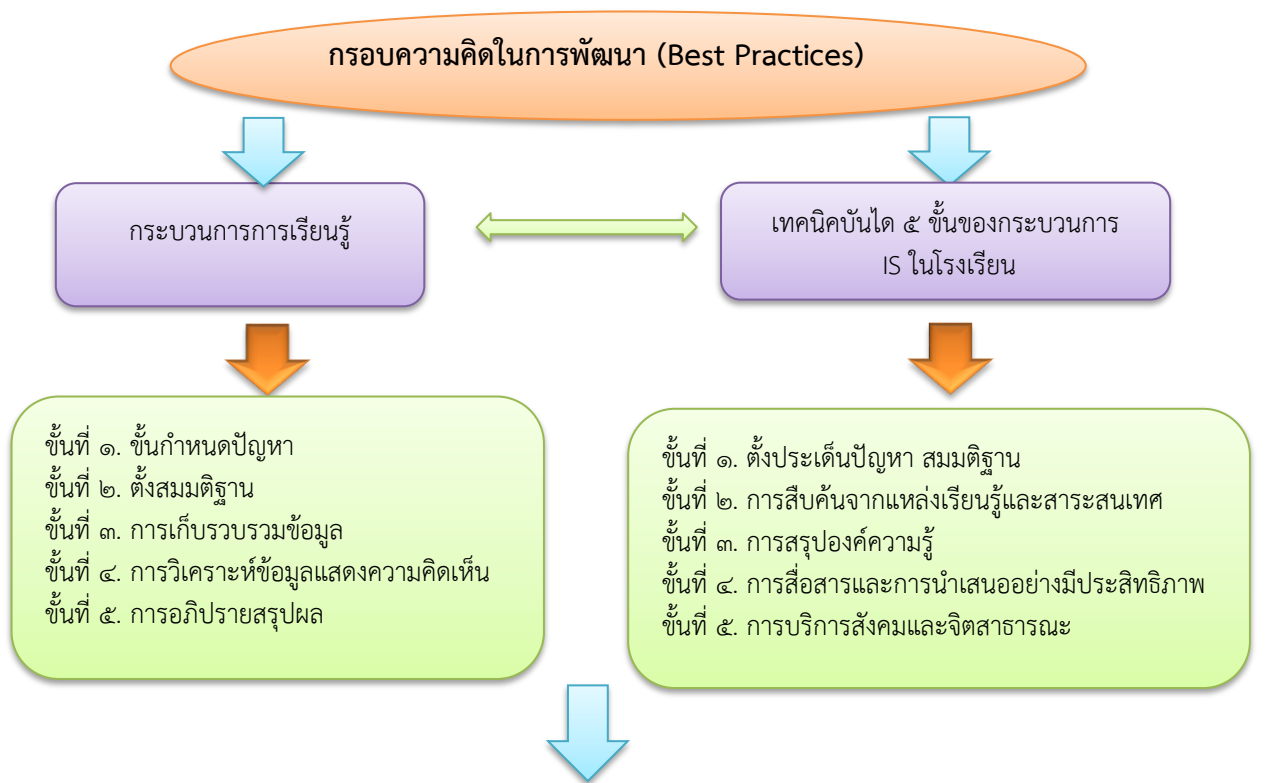 กรอบความคิดในการพัฒนา (Best Practices)
กระบวนการการเรียนรู้
เทคนิคบันได ๕ ขั้นของกระบวนการ
IS ในโรงเรียน
ขั้นที่ ๑. ขั้นกำหนดปัญหา
ขั้นที่ ๒. ตั้งสมมติฐาน
ขั้นที่ ๓. การเก็บรวบรวมข้อมูล
ขั้นที่ ๔. การวิเคราะห์ข้อมูลแสดงความคิดเห็น
ขั้นที่ ๕. การอภิปรายสรุปผล
ขั้นที่ ๑. ตั้งประเด็นปัญหา สมมติฐาน
ขั้นที่ ๒. การสืบค้นจากแหล่งเรียนรู้และสาระสนเทศ
ขั้นที่ ๓. การสรุปองค์ความรู้
ขั้นที่ ๔. การสื่อสารและการนำเสนออย่างมีประสิทธิภาพ
ขั้นที่ ๕. การบริการสังคมและจิตสาธารณะ